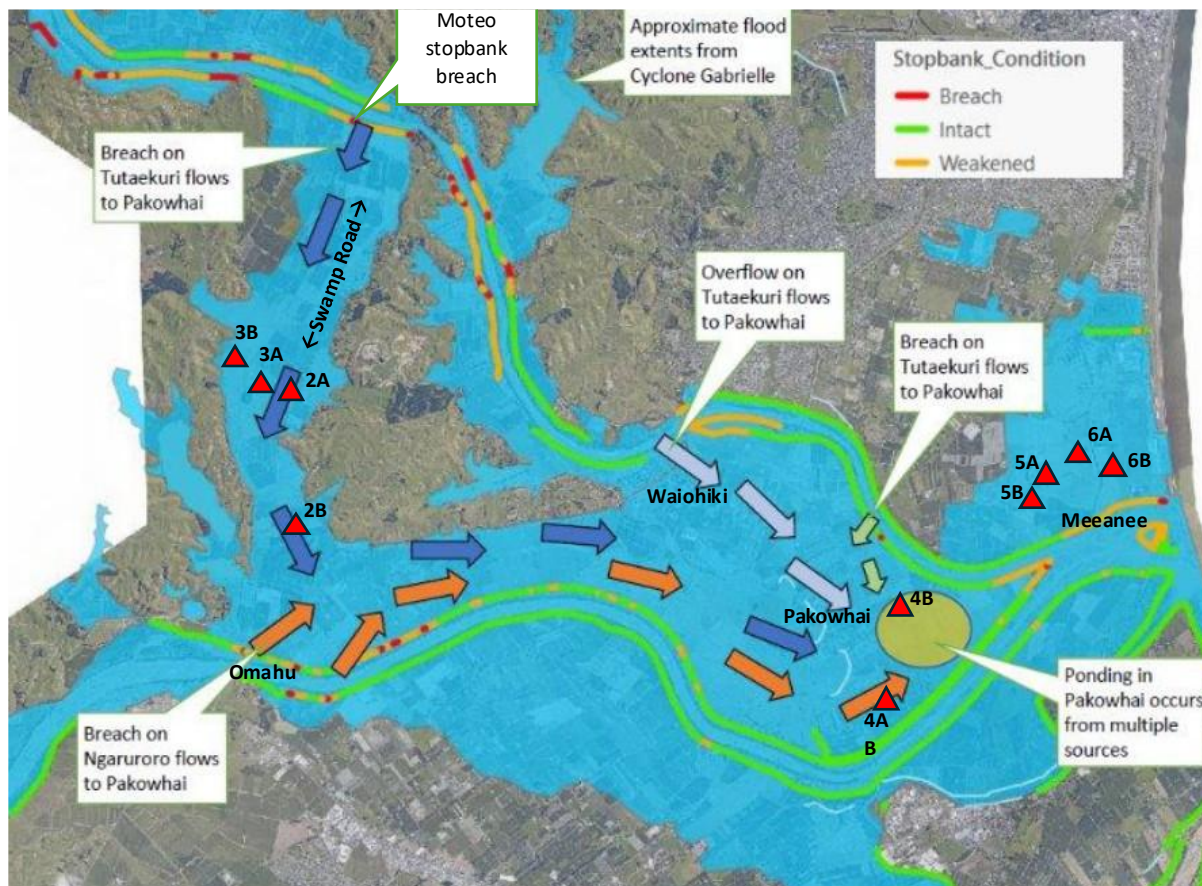 Moteo
stopbank
breach
Approximate flood
extents from
Cyclone Gabrielle
Stopbank_Condition
Breach
Intact
Weakened
Breach on
Tutaekuri flows
to Pakowhai
←Swamp Road→
Overflow on
Tutaekuri flows
to Pakowhai
Breach on
Tutaekuri flows
to Pakowhai
3B
3A
2A
6A
5A
6B
5B
Waiohiki
Meeanee
2B
Pakowhai
4B
Omahu
4A
B
Ponding in
Pakowhai occurs
from multiple
sources
Breach on
Ngaruroro flows
to Pakowhai